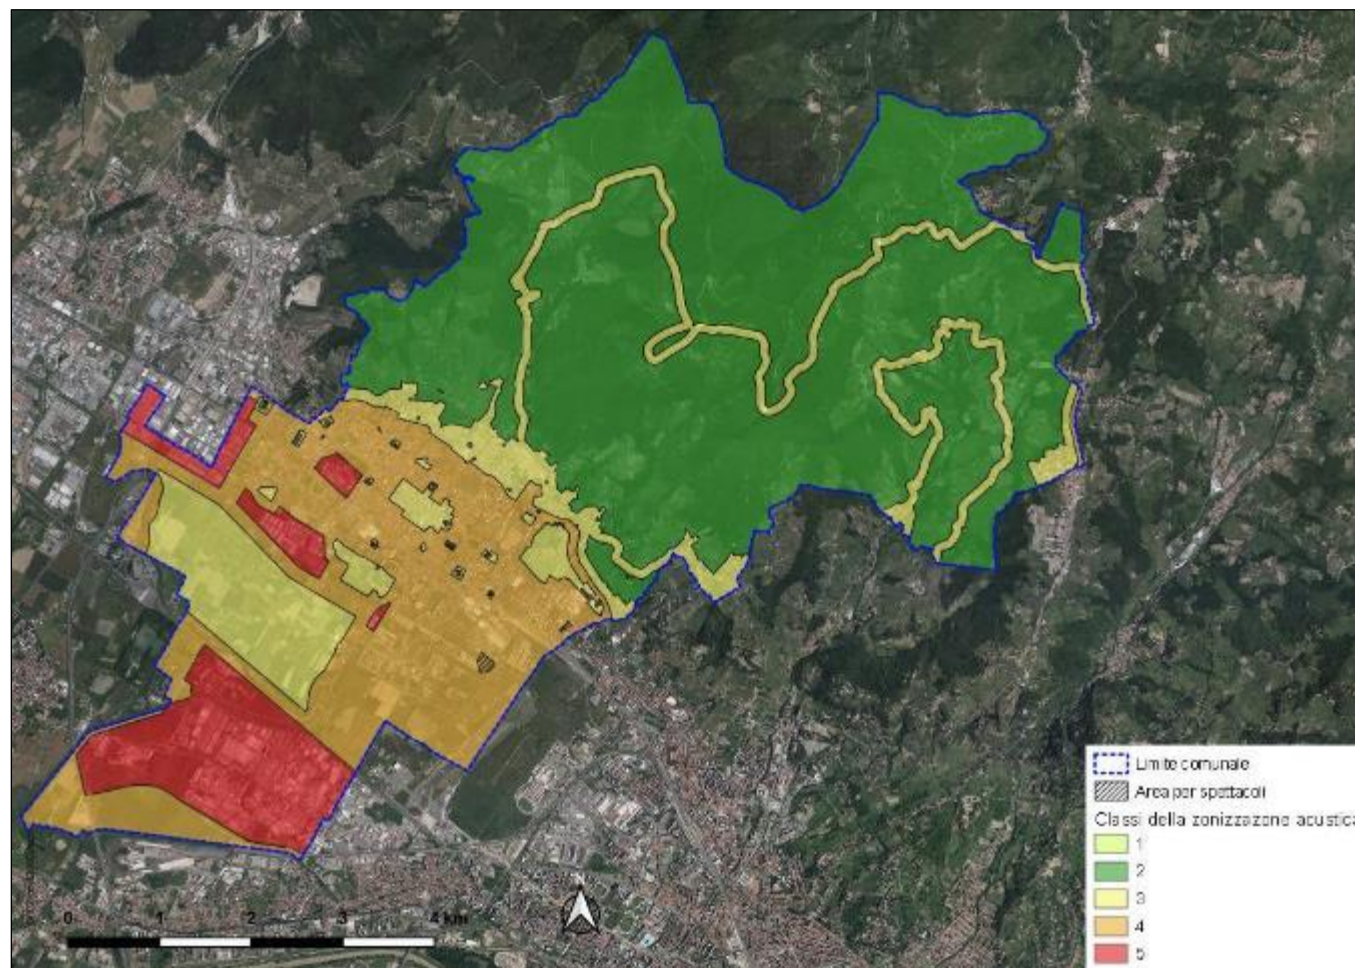 Limite comunale
Area per spettacoli
Classi della zonizzazone acustica
1
2
3
4
5
0 1 2 3 4 km